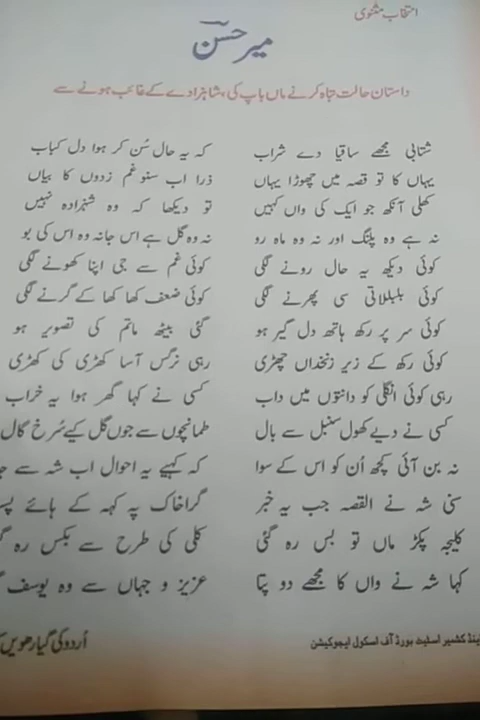 انتخاب مثنوی
میر حسن
داستان حالت تباہ کرنے ماں باپ کی، شاہزادے کے غائب ہونے سے
شتابی مجھے ساقیا دے شراب کہ یہ حال سُن کر ہوا دل کباب
یہاں کا تو قصہ میں چھوڑا یہاں ذرا اب سنو غم زدوں کا بیاں
کھلی آنکھ جو ایک کی واں کہیں تو دیکھا کہ وہ شہزادہ نہیں
نہ ہے وہ پلنگ اور نہ وہ ماہ رو نہ وہ گل ہے اس جا نہ وہ اس کی بو
کوئی دیکھ یہ حال رونے لگی کوئی غم سے جی اپنا کھونے لگی
کوئی بلبلاتی سی پھرنے لگی کوئی ضعف کھا کھا کے گرنے لگی
کوئی سر پر رکھ ہاتھ دل گیر ہو گئی بیٹھ ماتم کی تصویر ہو
کوئی رکھ کے زیرِ زنخداں چھڑی رہی نرگس آسا کھڑی کی کھڑی
رہی کوئی انگلی کو دانتوں میں داب کسی نے کہا گھر ہوا یہ خراب
کسی نے دیے کھول سنبل سے بال طمانچوں سے جوں گل کیے سُرخ گال
نہ بن آئی کچھ اُن کو اس کے سوا کہ کہیے یہ احوال اب شہ سے
سنی شہ نے القصہ جب یہ خبر گرا خاک پہ کہہ کے ہائے
کلیجہ پکڑ ماں تو بس رہ گئی کلی کی طرح سے بکس رہ
کہا شہ نے واں کا مجھے دو پتا عزیز و جہاں سے وہ یوسف
کشمیر اسٹیٹ بورڈ آف اسکول ایجوکیشن اُردو کی گیارھویں